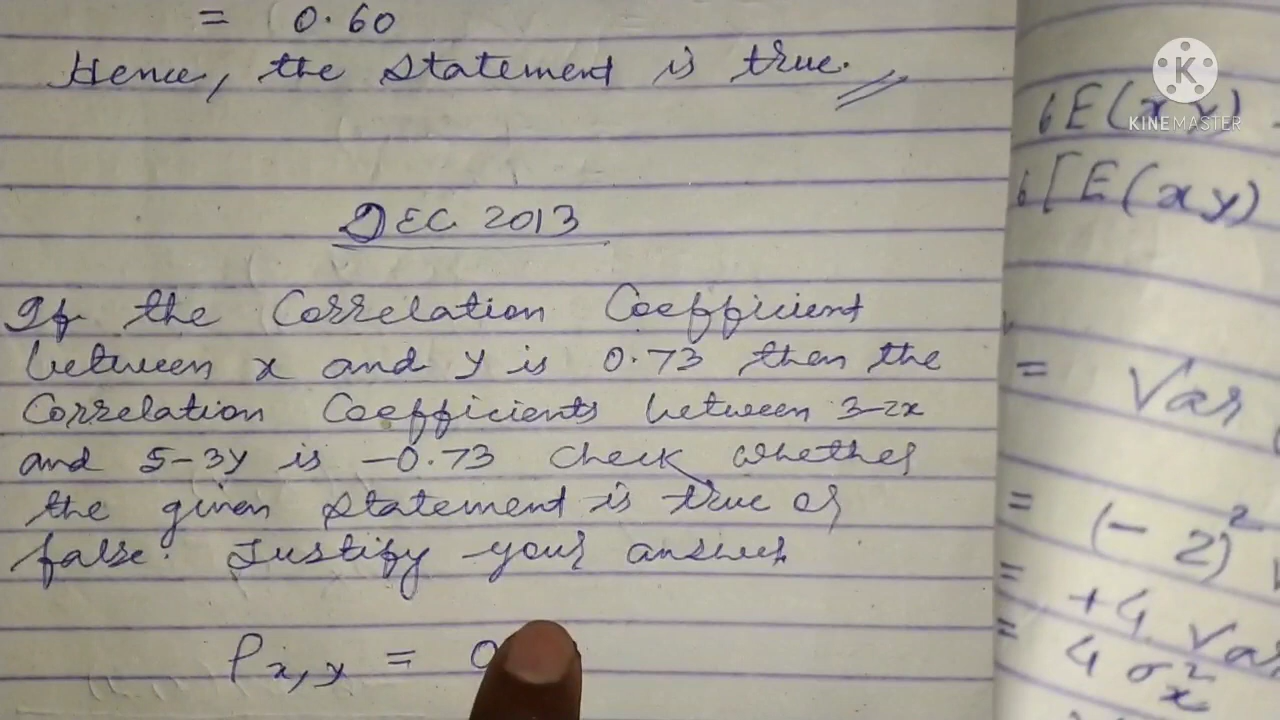 = 0.60
Hence, the statement is true.
DEC 2013
If the Correlation Coefficient
between x and y is 0.73 then the
Correlation Coefficients between 3-2x
and 5-3y is -0.73 check whether
the given statement is true or
false. Justify your answer
ρx,y = 0
K
KINEMASTER
6E(xy)
6[E(xy)
= Var (
= (-2)²
= +4 Var
= 4σx²